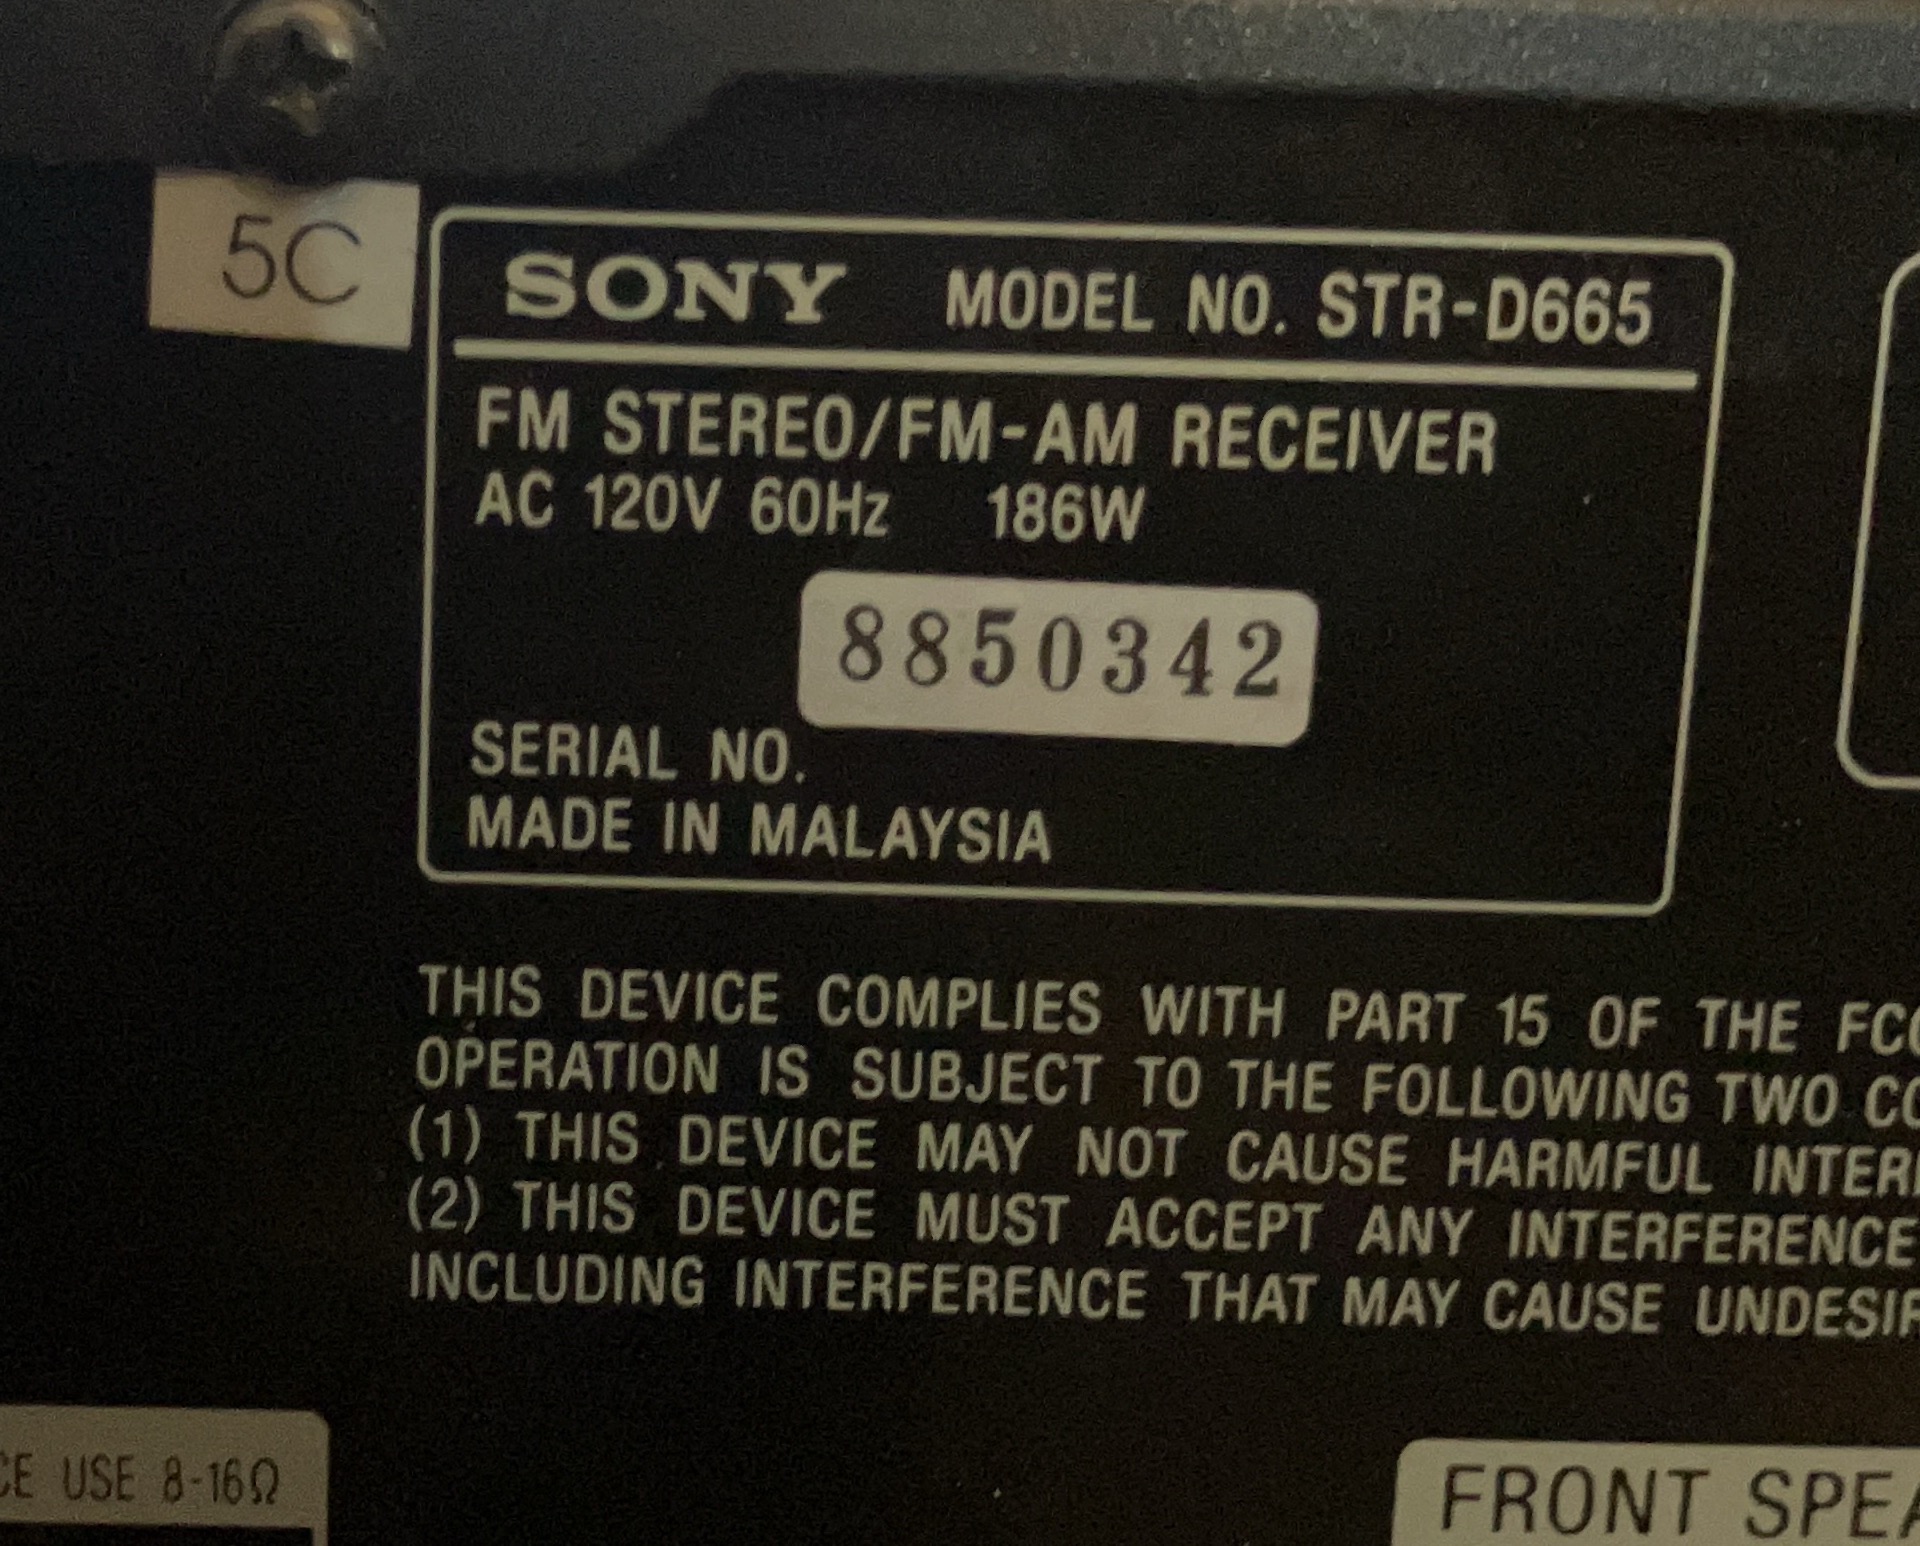 5C
SONY MODEL NO. STR-D665
FM STEREO/FM-AM RECEIVER
AC 120V 60Hz 186W
8850342
SERIAL NO.
MADE IN MALAYSIA
THIS DEVICE COMPLIES WITH PART 15 OF THE FCC
OPERATION IS SUBJECT TO THE FOLLOWING TWO
(1) THIS DEVICE MAY NOT CAUSE HARMFUL
(2) THIS DEVICE MUST ACCEPT ANY INTERFERENCE
INCLUDING INTERFERENCE THAT MAY CAUSE
USE 8-16Ω
FRONT